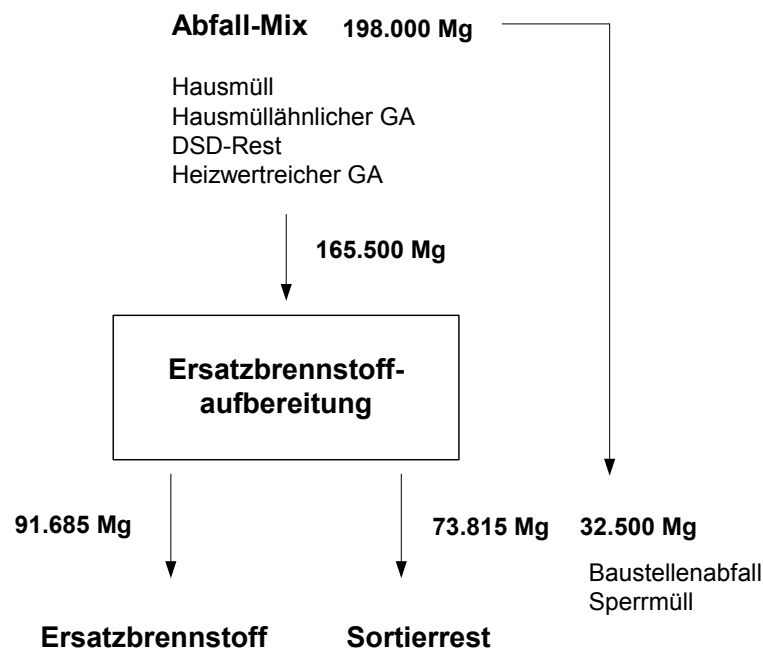 Abfall-Mix 198.000 Mg
Hausmüll
Hausmüllähnlicher GA
DSD-Rest
Heizwertreicher GA
165.500 Mg
Ersatzbrennstoff-
aufbereitung
91.685 Mg
73.815 Mg
32.500 Mg
Baustellenabfall
Sperrmüll
Ersatzbrennstoff
Sortierrest